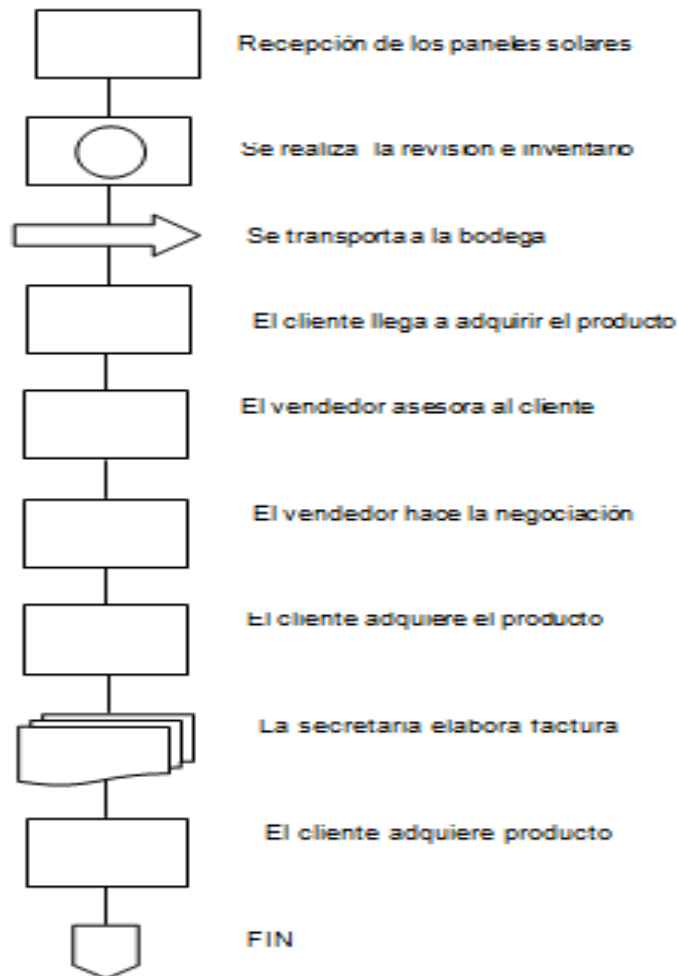 Recepción de los paneles solares
Se realiza la revisión e inventario
Se transporta a la bodega
El cliente llega a adquirir el producto
El vendedor asesora al cliente
El vendedor hace la negociación
El cliente adquiere el producto
La secretaria elabora factura
El cliente adquiere producto
FIN